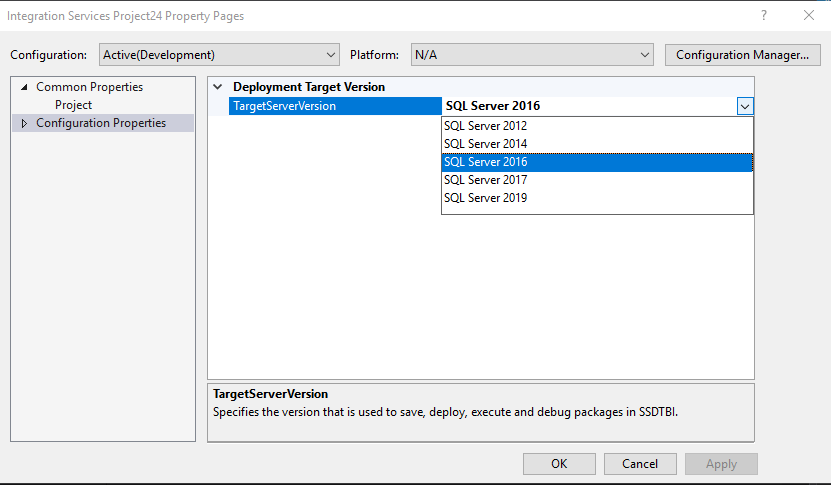 Integration Services Project24 Property Pages
?
Configuration: Active(Development) Platform: N/A Configuration Manager...
Common Properties
Project
Configuration Properties
Deployment Target Version
TargetServerVersion SQL Server 2016
SQL Server 2012
SQL Server 2014
SQL Server 2016
SQL Server 2017
SQL Server 2019
TargetServerVersion
Specifies the version that is used to save, deploy, execute and debug packages in SSDTBI.
OK Cancel Apply